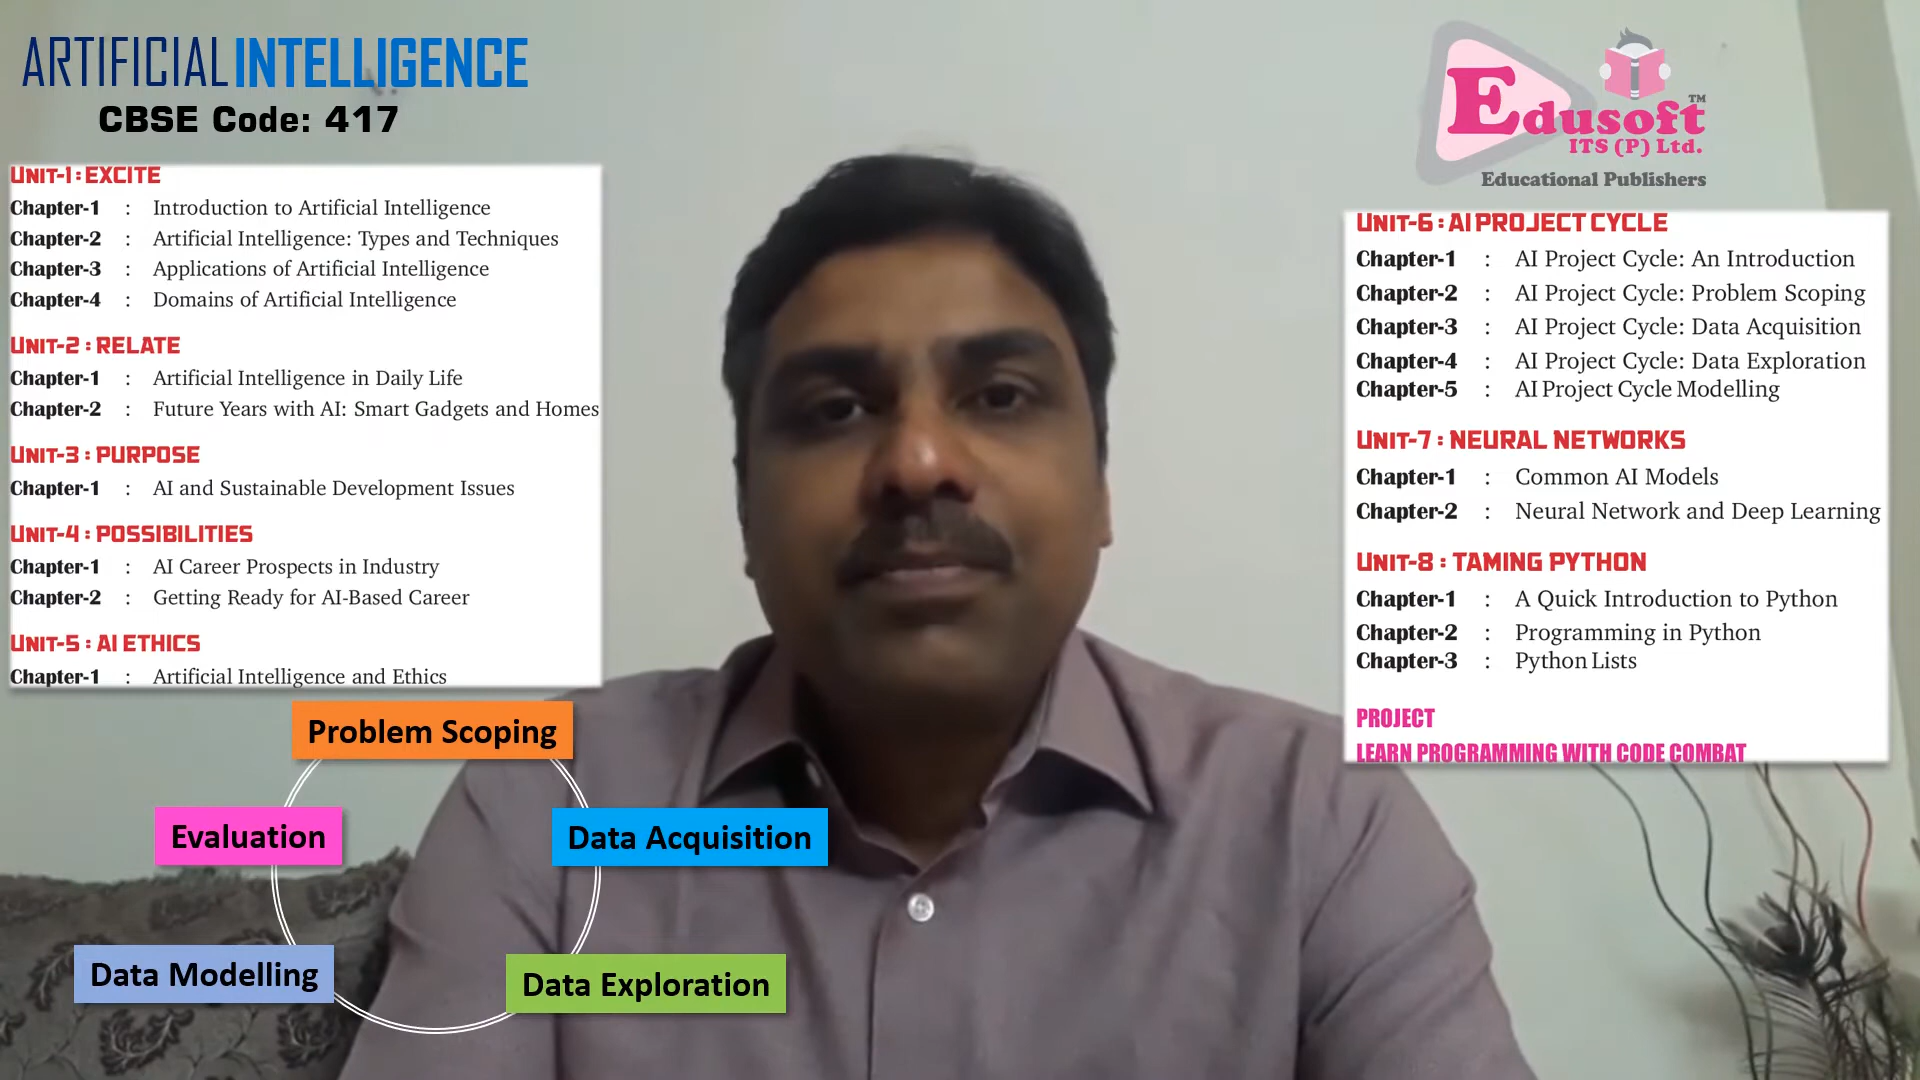 ARTIFICIAL INTELLIGENCE
CBSE Code: 417
UNIT-1 : EXCITE
Chapter-1 : Introduction to Artificial Intelligence
Chapter-2 : Artificial Intelligence: Types and Techniques
Chapter-3 : Applications of Artificial Intelligence
Chapter-4 : Domains of Artificial Intelligence
UNIT-2 : RELATE
Chapter-1 : Artificial Intelligence in Daily Life
Chapter-2 : Future Years with AI: Smart Gadgets and Homes
UNIT-3 : PURPOSE
Chapter-1 : AI and Sustainable Development Issues
UNIT-4 : POSSIBILITIES
Chapter-1 : AI Career Prospects in Industry
Chapter-2 : Getting Ready for AI-Based Career
UNIT-5 : AI ETHICS
Chapter-1 : Artificial Intelligence and Ethics
Problem Scoping
Evaluation
Data Acquisition
Data Modelling
Data Exploration
Edusoft™
ITS (P) Ltd.
Educational Publishers
UNIT-6 : AI PROJECT CYCLE
Chapter-1 : AI Project Cycle: An Introduction
Chapter-2 : AI Project Cycle: Problem Scoping
Chapter-3 : AI Project Cycle: Data Acquisition
Chapter-4 : AI Project Cycle: Data Exploration
Chapter-5 : AI Project Cycle Modelling
UNIT-7 : NEURAL NETWORKS
Chapter-1 : Common AI Models
Chapter-2 : Neural Network and Deep Learning
UNIT-8 : TAMING PYTHON
Chapter-1 : A Quick Introduction to Python
Chapter-2 : Programming in Python
Chapter-3 : Python Lists
PROJECT
LEARN PROGRAMMING WITH CODE COMBAT